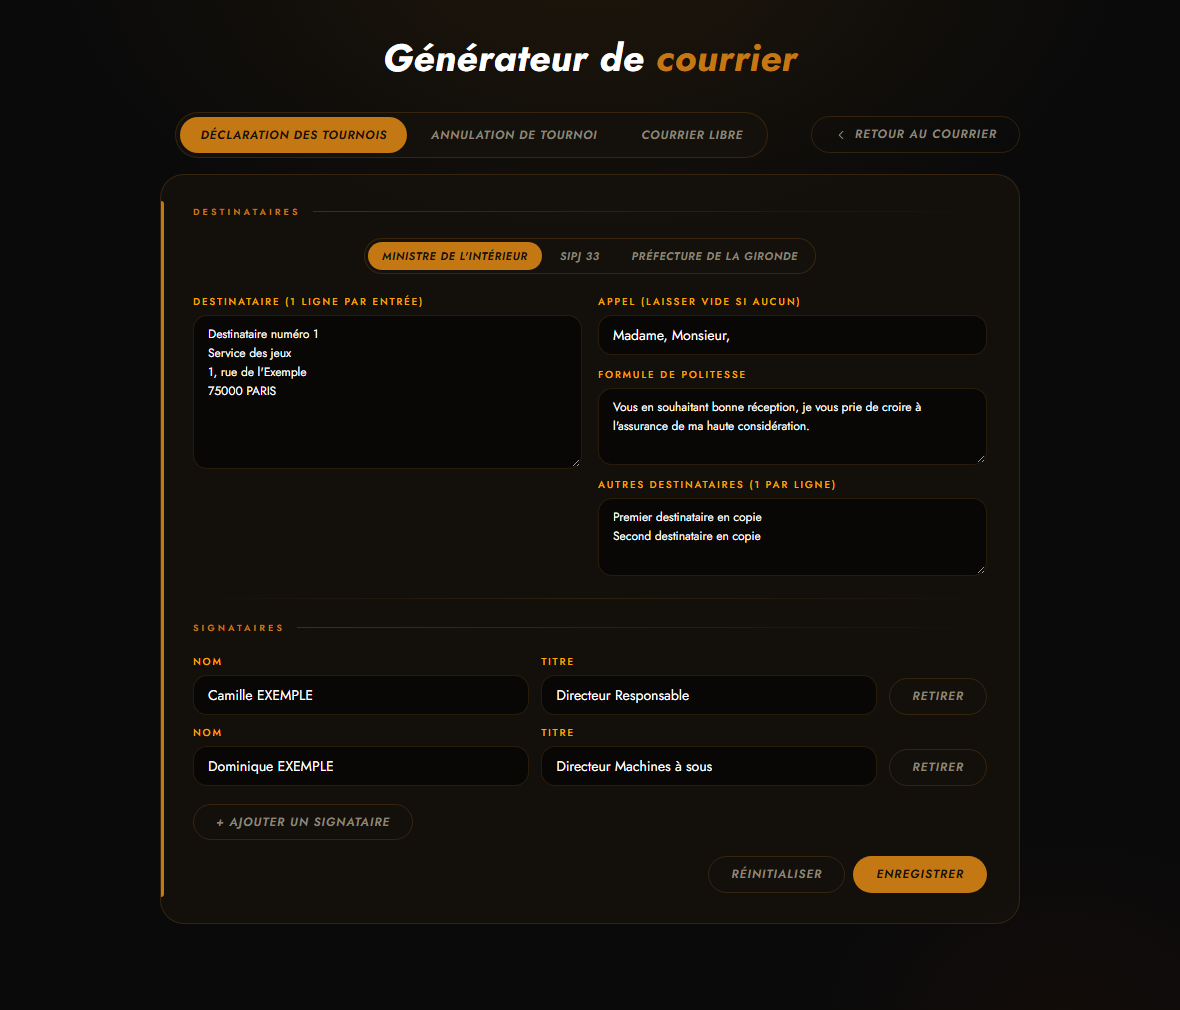 Générateur de courrier
DÉCLARATION DES TOURNOIS
ANNULATION DE TOURNOI
COURRIER LIBRE
RETOUR AU COURRIER
DESTINATAIRES
MINISTRE DE L'INTÉRIEUR
SIPJ 33
PRÉFECTURE DE LA GIRONDE
DESTINATAIRE (1 LIGNE PAR ENTRÉE)
Destinataire numéro 1
Service des jeux
1, rue de l'Exemple
75000 PARIS
APPEL (LAISSER VIDE SI AUCUN)
Madame, Monsieur,
FORMULE DE POLITESSE
Vous en souhaitant bonne réception, je vous prie de croire à
l'assurance de ma haute considération.
AUTRES DESTINATAIRES (1 PAR LIGNE)
Premier destinataire en copie
Second destinataire en copie
SIGNATAIRES
NOM
TITRE
Camille EXEMPLE
Directeur Responsable
RETIRER
NOM
TITRE
Dominique EXEMPLE
Directeur Machines à sous
RETIRER
+ AJOUTER UN SIGNATAIRE
RÉINITIALISER
ENREGISTRER